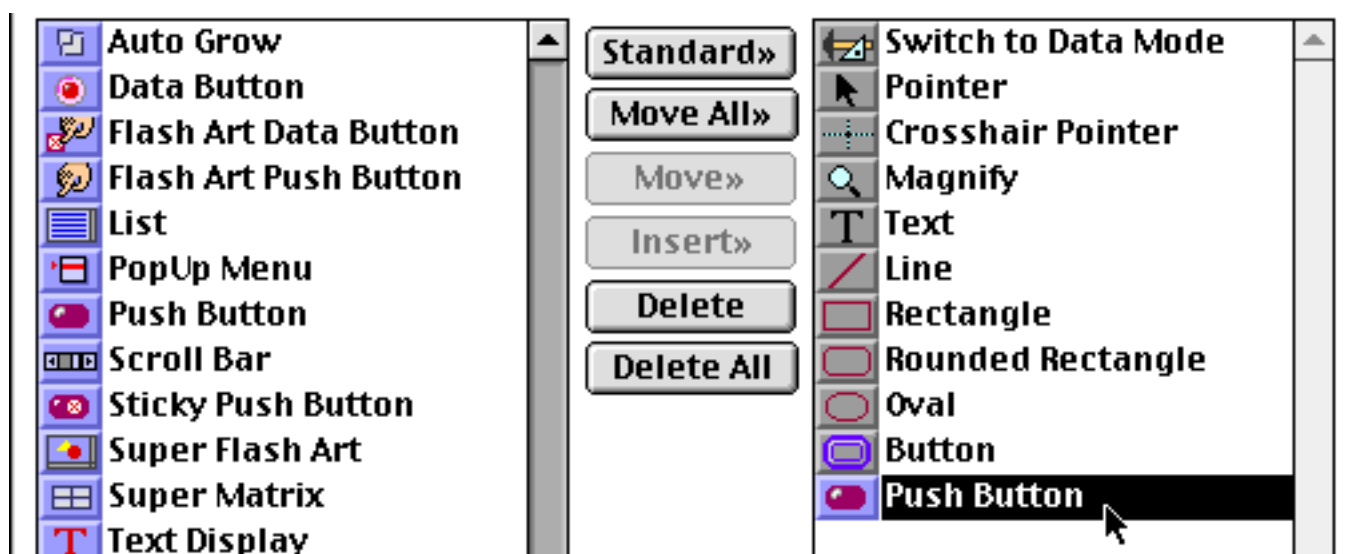 Auto Grow
Data Button
Flash Art Data Button
Flash Art Push Button
List
PopUp Menu
Push Button
Scroll Bar
Sticky Push Button
Super Flash Art
Super Matrix
Text Display
Standard»
Move All»
Move»
Insert»
Delete
Delete All
Switch to Data Mode
Pointer
Crosshair Pointer
Magnify
Text
Line
Rectangle
Rounded Rectangle
Oval
Button
Push Button